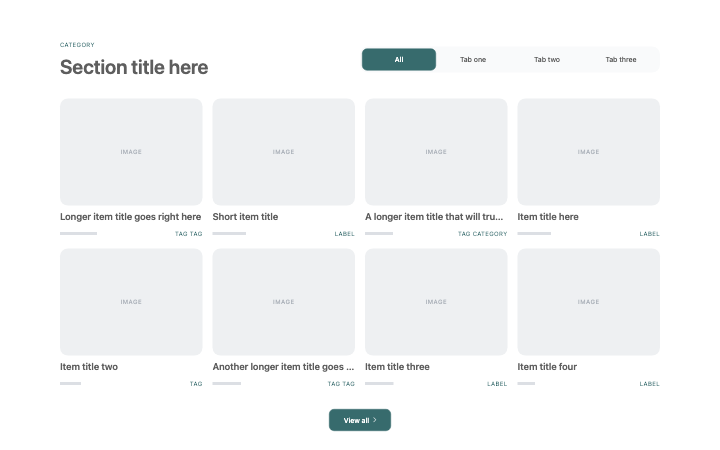 CATEGORY
Section title here
All
Tab one
Tab two
Tab three
IMAGE
IMAGE
IMAGE
IMAGE
Longer item title goes right here
Short item title
A longer item title that will tru...
Item title here
TAG TAG
LABEL
TAG CATEGORY
LABEL
IMAGE
IMAGE
IMAGE
IMAGE
Item title two
Another longer item title goes ...
Item title three
Item title four
TAG
TAG TAG
LABEL
LABEL
View all